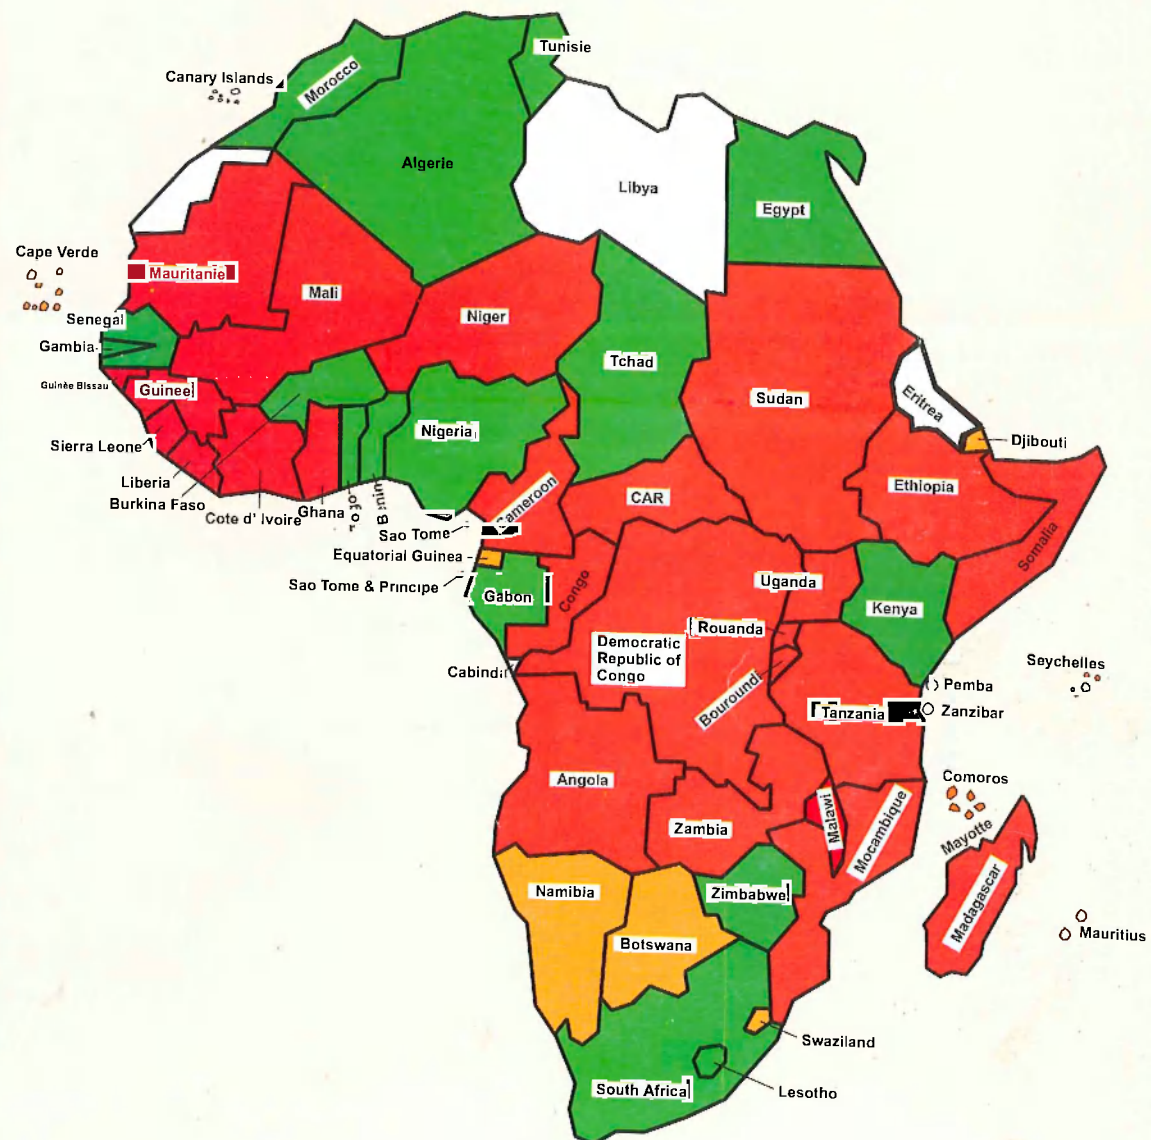 Tunisie
Canary Islands
Morocco
Algerie
Libya
Egypt
Cape Verde
Mauritanie
Mali
Niger
Senegal
Gambia
Tchad
Guinèe Bissau
Guinee
Sudan
Eritrea
Djibouti
Nigeria
Sierra Leone
Liberia
Burkina Faso
Ethiopia
CAR
Cote d' Ivoire
Ghana
Togo
Benin
Cameroon
Sao Tome
Equatorial Guinea
Sao Tome & Principe
Somalia
Gabon
Congo
Uganda
Kenya
Rouanda
Democratic
Republic of
Congo
Cabinda
Bouroundi
Seychelles
Pemba
Tanzania
Zanzibar
Angola
Comoros
Zambia
Malawi
Mocambique
Mayotte
Namibia
Zimbabwe
Madagascar
Botswana
Mauritius
Swaziland
South Africa
Lesotho